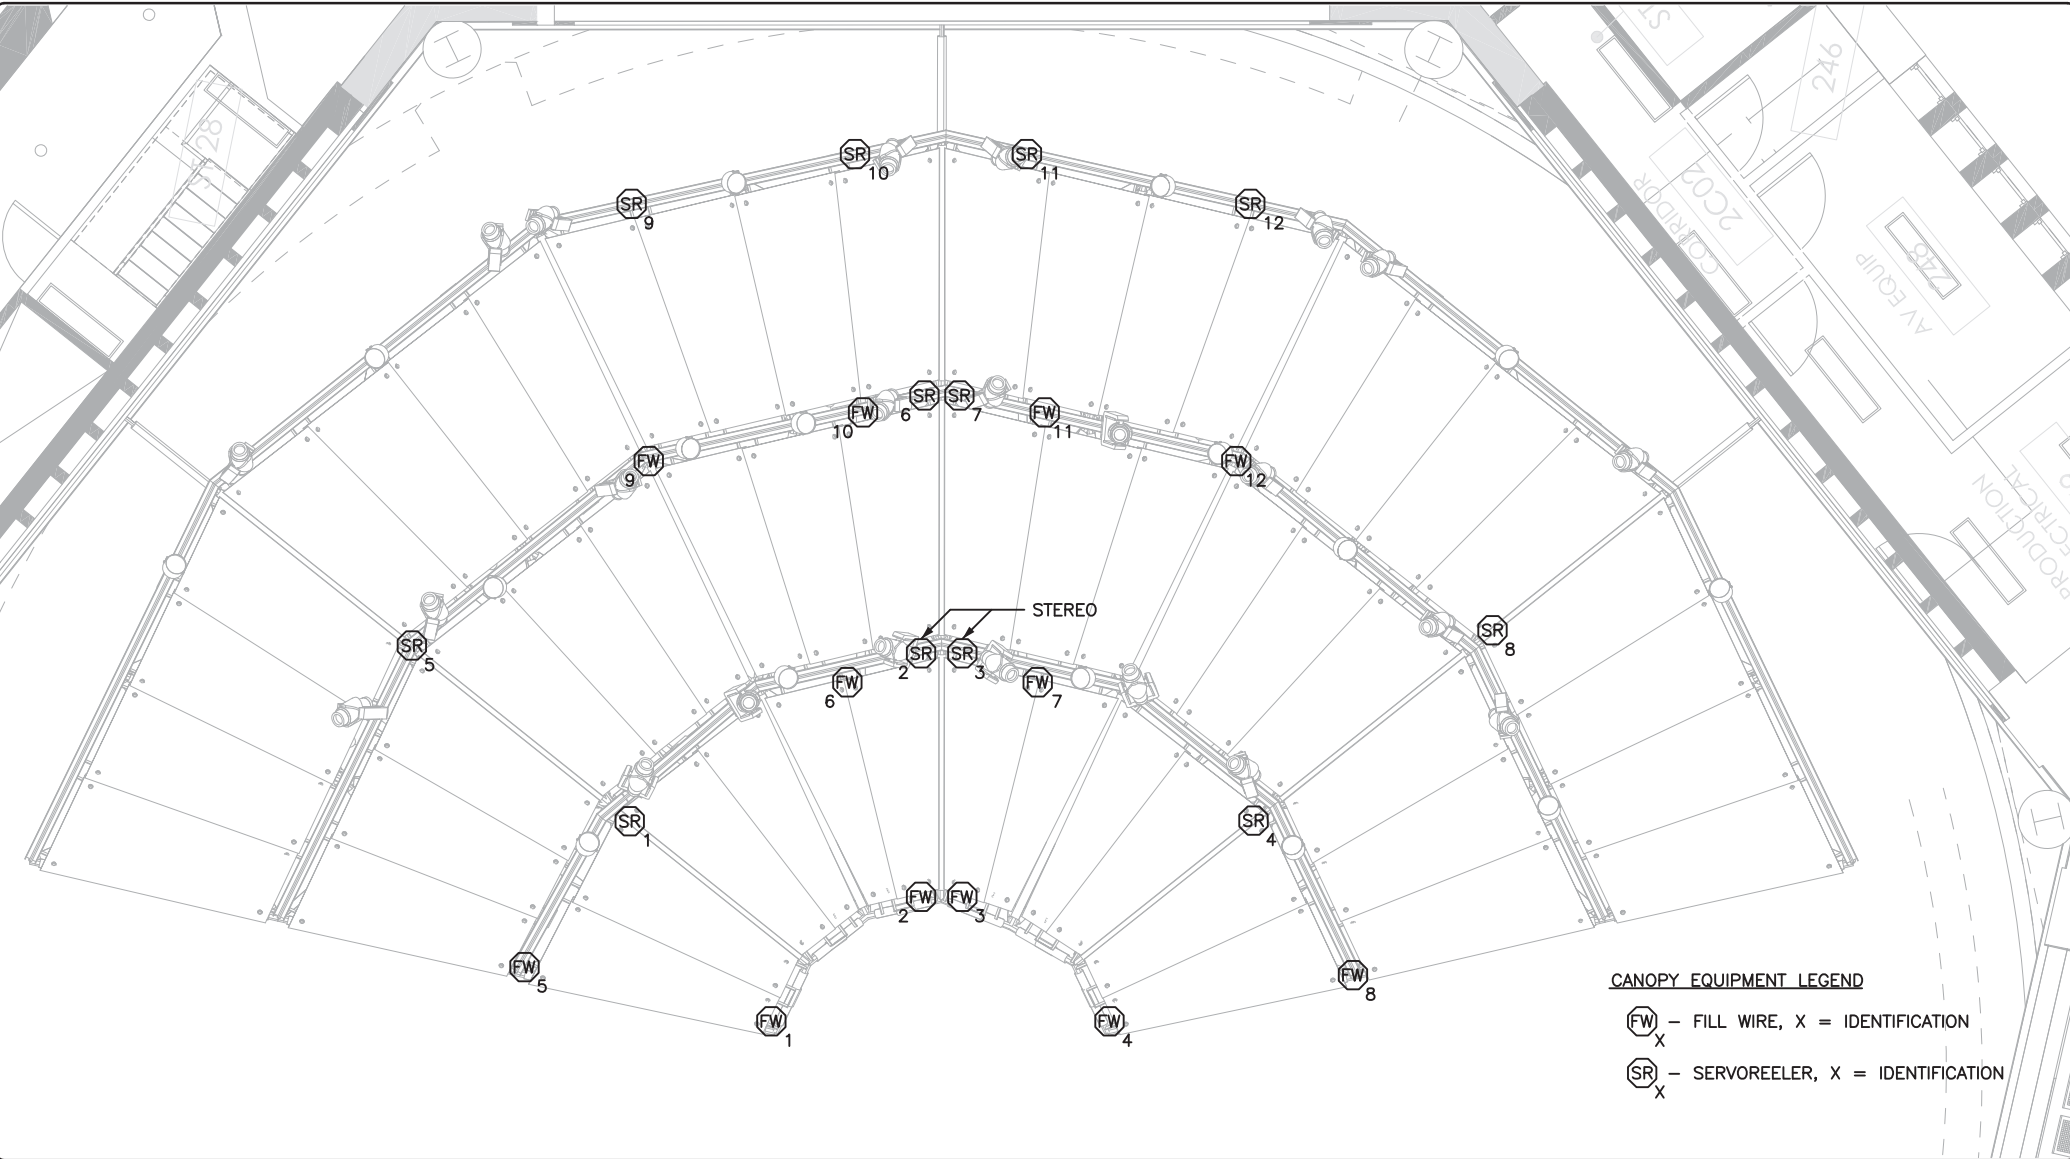 ST
246
28
SR
10
SR
11
SR
9
SR
12
CORRIDOR
2C02
AV EQUIP
248
SR
6
SR
7
FW
10
FW
11
FW
9
FW
12
PRODUCTION
STEREO
SR
5
SR
8
SR
2
SR
3
FW
6
FW
7
SR
1
SR
4
FW
2
FW
3
FW
5
FW
8
FW
1
FW
4
CANOPY EQUIPMENT LEGEND
FW X – FILL WIRE, X = IDENTIFICATION
SR X – SERVOREELER, X = IDENTIFICATION